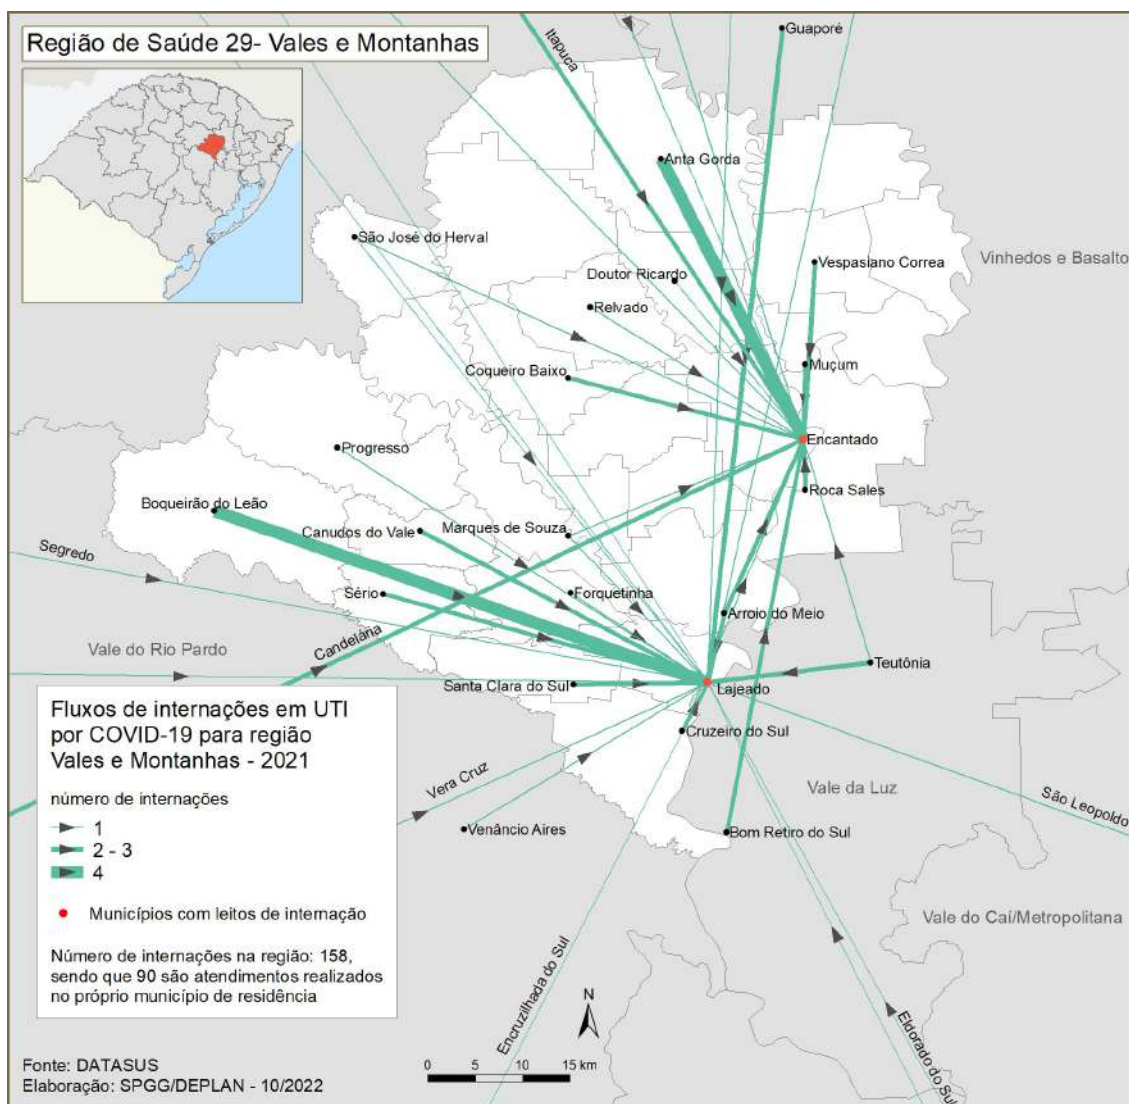 Região de Saúde 29- Vales e Montanhas
Itapuca
Guaporé
Anta Gorda
São José do Herval
Vespasiano Correa
Vinhedos e Basalto
Doutor Ricardo
Relvado
Muçum
Coqueiro Baixo
Encantado
Progresso
Roca Sales
Boqueirão do Leão
Canudos do Vale
Marques de Souza
Segredo
Sério
Forquetinha
Arroio do Meio
Candelária
Vale do Rio Pardo
Teutônia
Santa Clara do Sul
Lajeado
Cruzeiro do Sul
Vera Cruz
Vale da Luz
São Leopoldo
Venâncio Aires
Bom Retiro do Sul
Vale do Caí/Metropolitana
Encruzilhada do Sul
Eldorado do Sul
Fluxos de internações em UTI
por COVID-19 para região
Vales e Montanhas - 2021
número de internações
1
2 - 3
4
Municípios com leitos de internação
Número de internações na região: 158,
sendo que 90 são atendimentos realizados
no próprio município de residência
N
0 5 10 15 km
Fonte: DATASUS
Elaboração: SPGG/DEPLAN - 10/2022